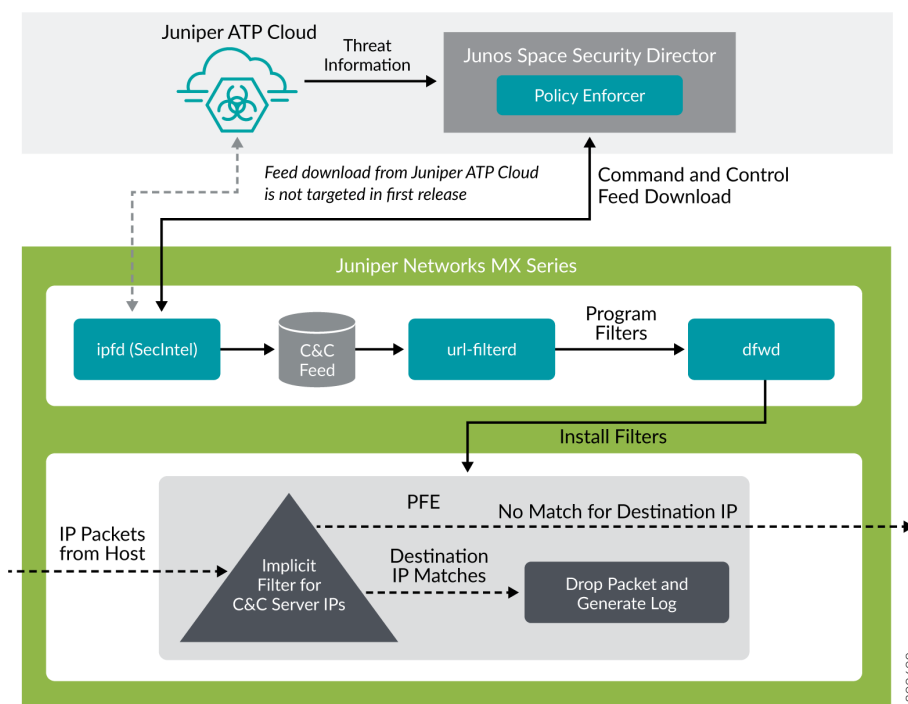 Juniper ATP Cloud
Threat
Information
Junos Space Security Director
Policy Enforcer
Feed download from Juniper ATP Cloud
is not targeted in first release
Command and Control
Feed Download
Juniper Networks MX Series
ipfd (SecIntel)
C&C
Feed
url-filterd
Program
Filters
dfwd
Install Filters
PFE
No Match for Destination IP
IP Packets
from Host
Implicit
Filter for
C&C Server IPs
Destination
IP Matches
Drop Packet and
Generate Log